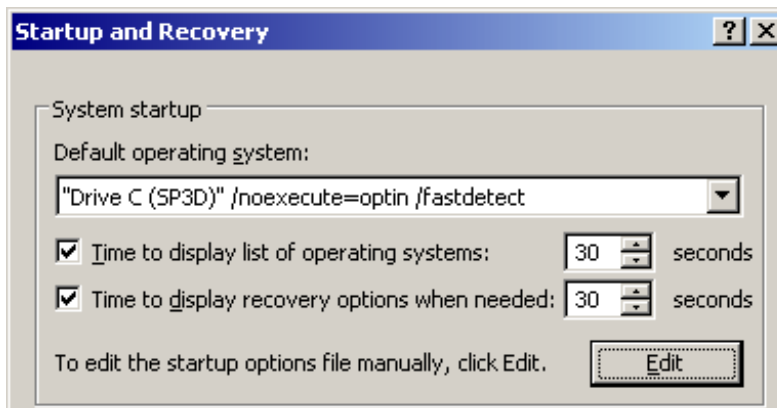 Startup and Recovery
System startup
Default operating system:
"Drive C (SP3D)" /noexecute=optin /fastdetect
Time to display list of operating systems: 30 seconds
Time to display recovery options when needed: 30 seconds
To edit the startup options file manually, click Edit. Edit